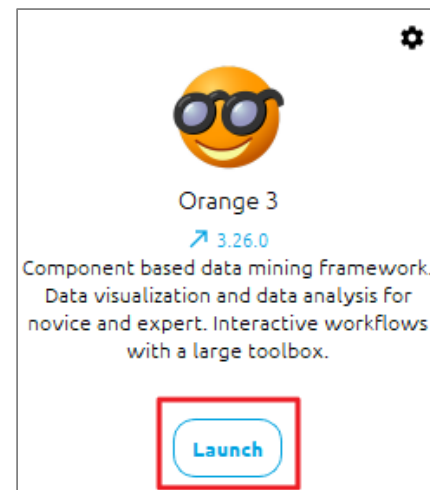 Orange 3
3.26.0
Component based data mining framework.
Data visualization and data analysis for
novice and expert. Interactive workflows
with a large toolbox.
Launch